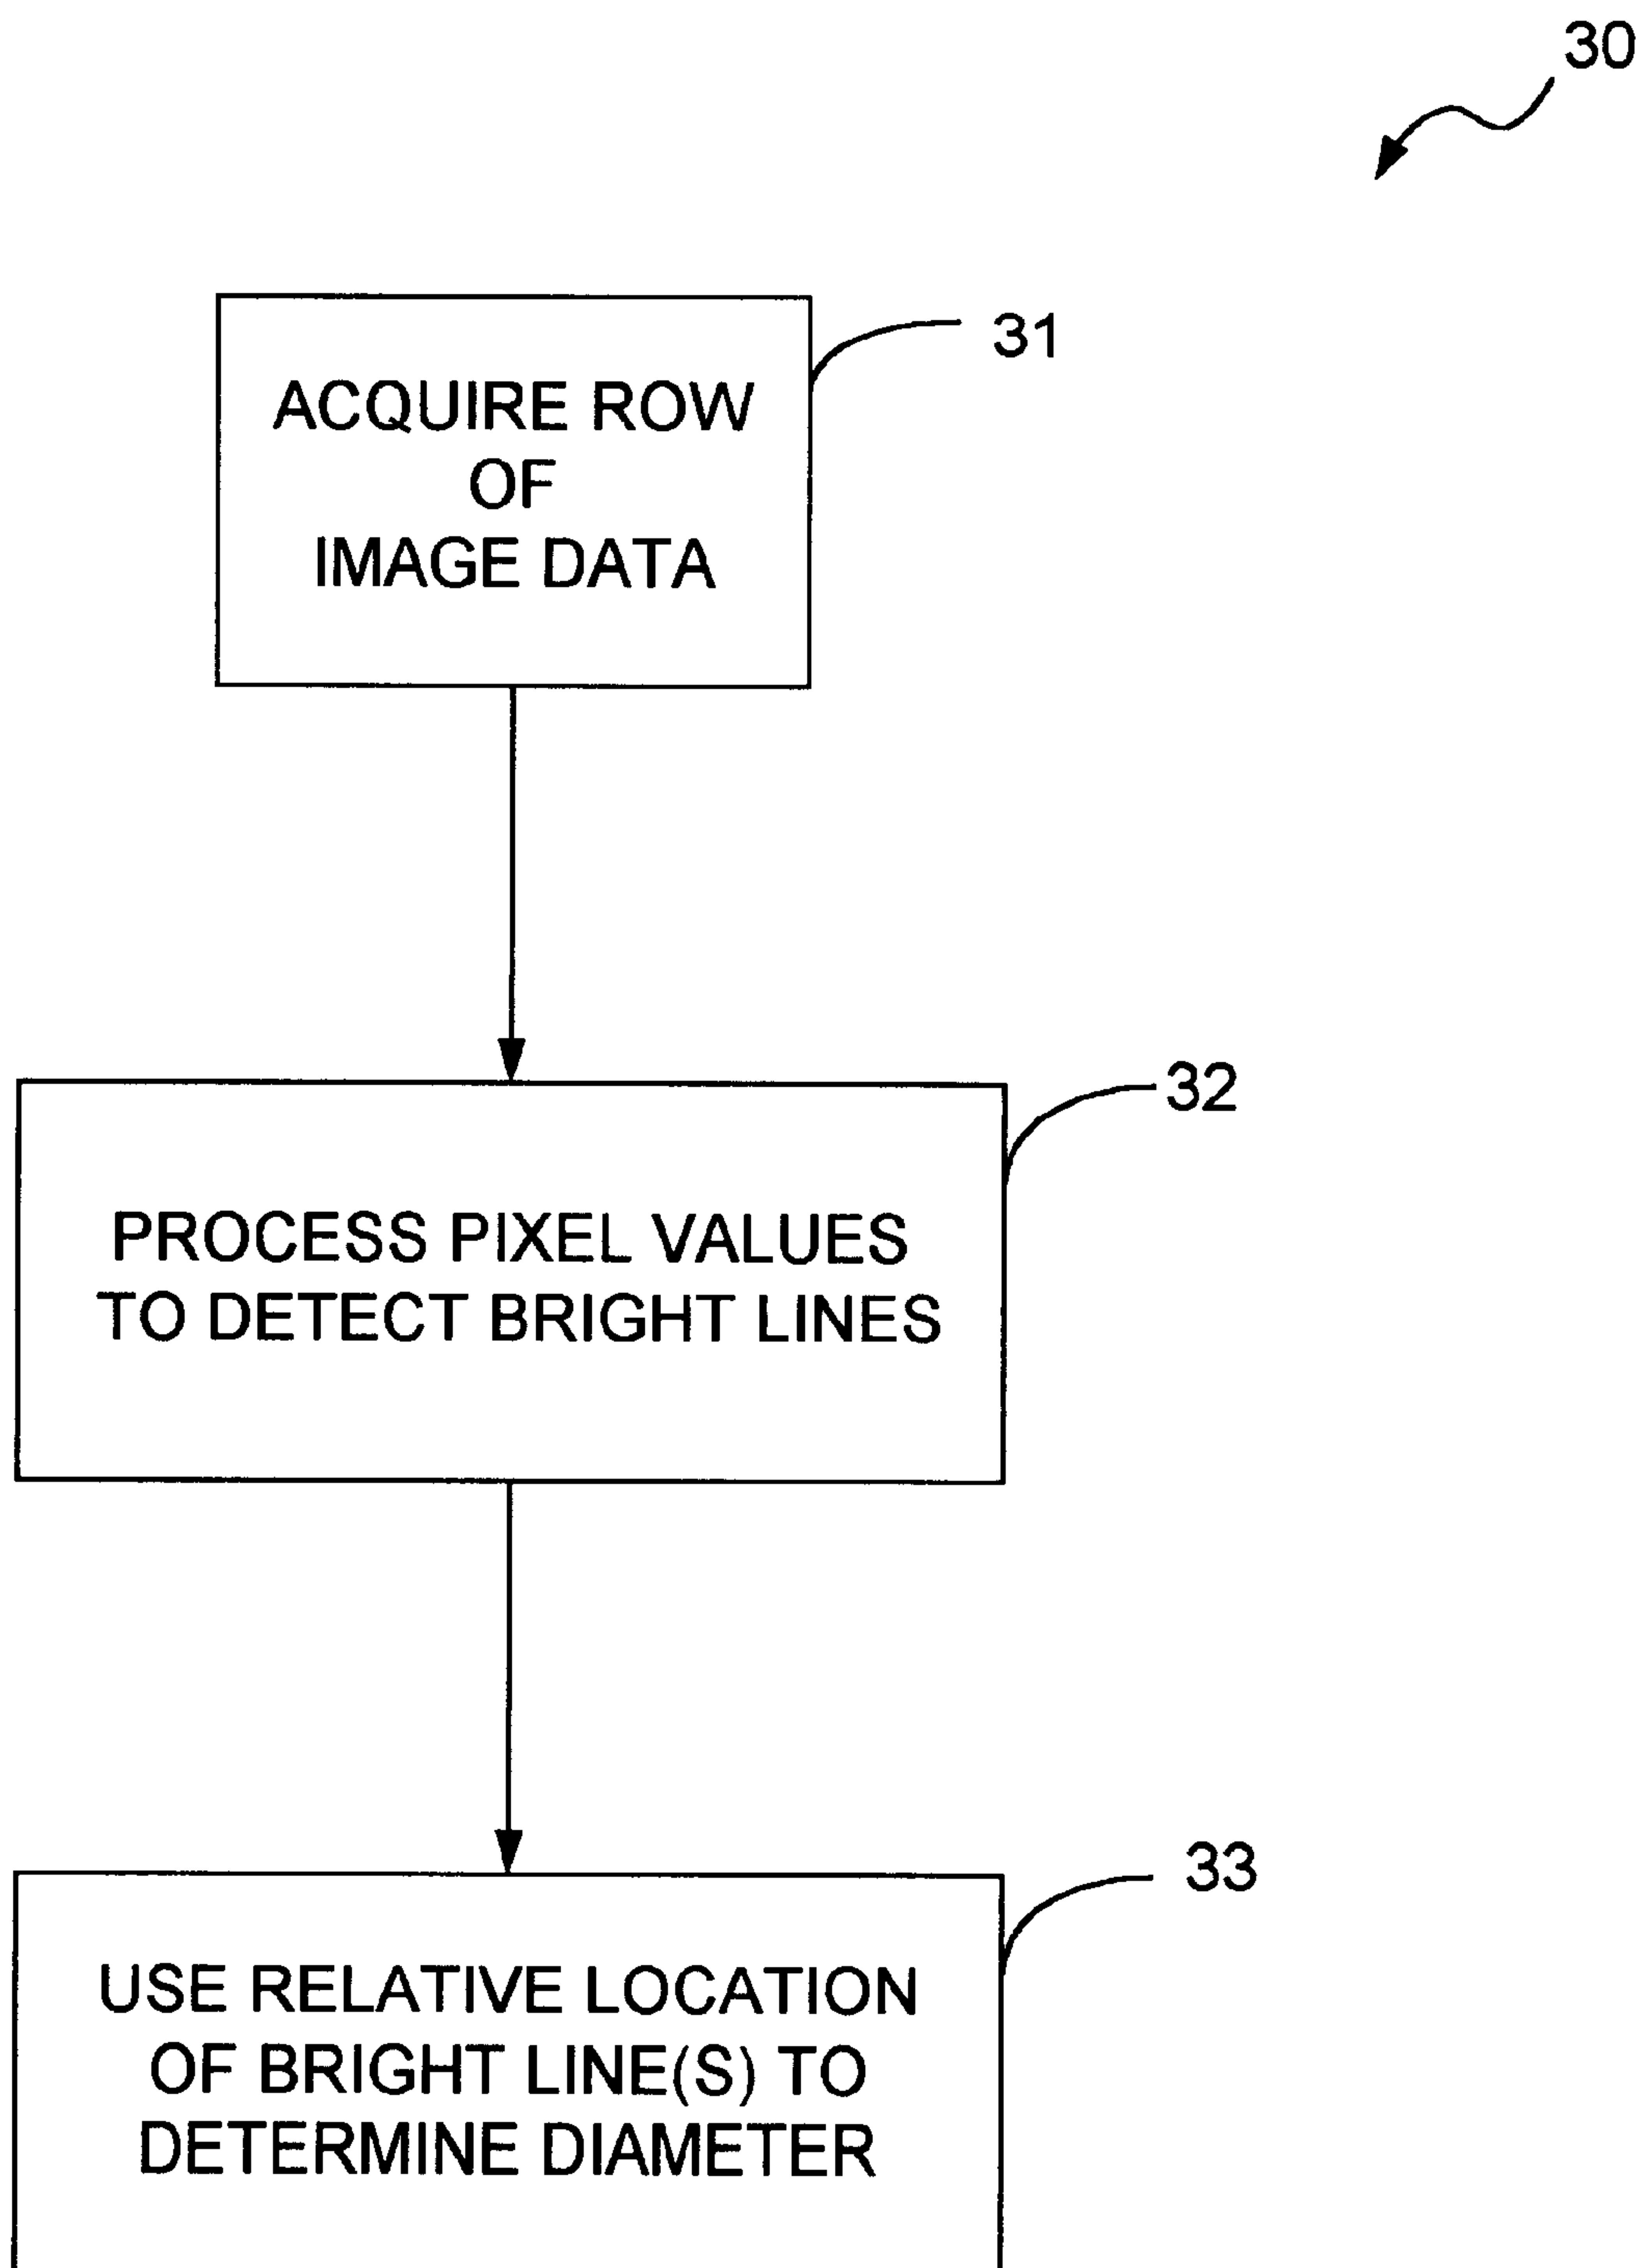 30
31
ACQUIRE ROW
OF
IMAGE DATA
32
PROCESS PIXEL VALUES
TO DETECT BRIGHT LINES
33
USE RELATIVE LOCATION
OF BRIGHT LINE(S) TO
DETERMINE DIAMETER